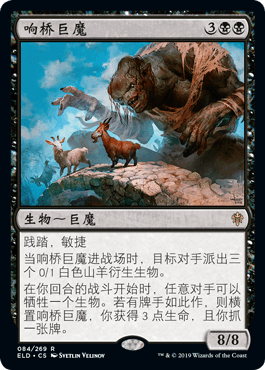 响桥巨魔 3
生物～巨魔
践踏，敏捷
当响桥巨魔进战场时，目标对手派出三
个 0/1 白色山羊衍生生物。
在你回合的战斗开始时，任意对手可以
牺牲一个生物。若有牌手如此作，则横
置响桥巨魔，你获得 3 点生命，且你抓
一张牌。
8/8
084/269 R
ELD • CS SVETLIN VELINOV
™ & © 2019 Wizards of the Coast